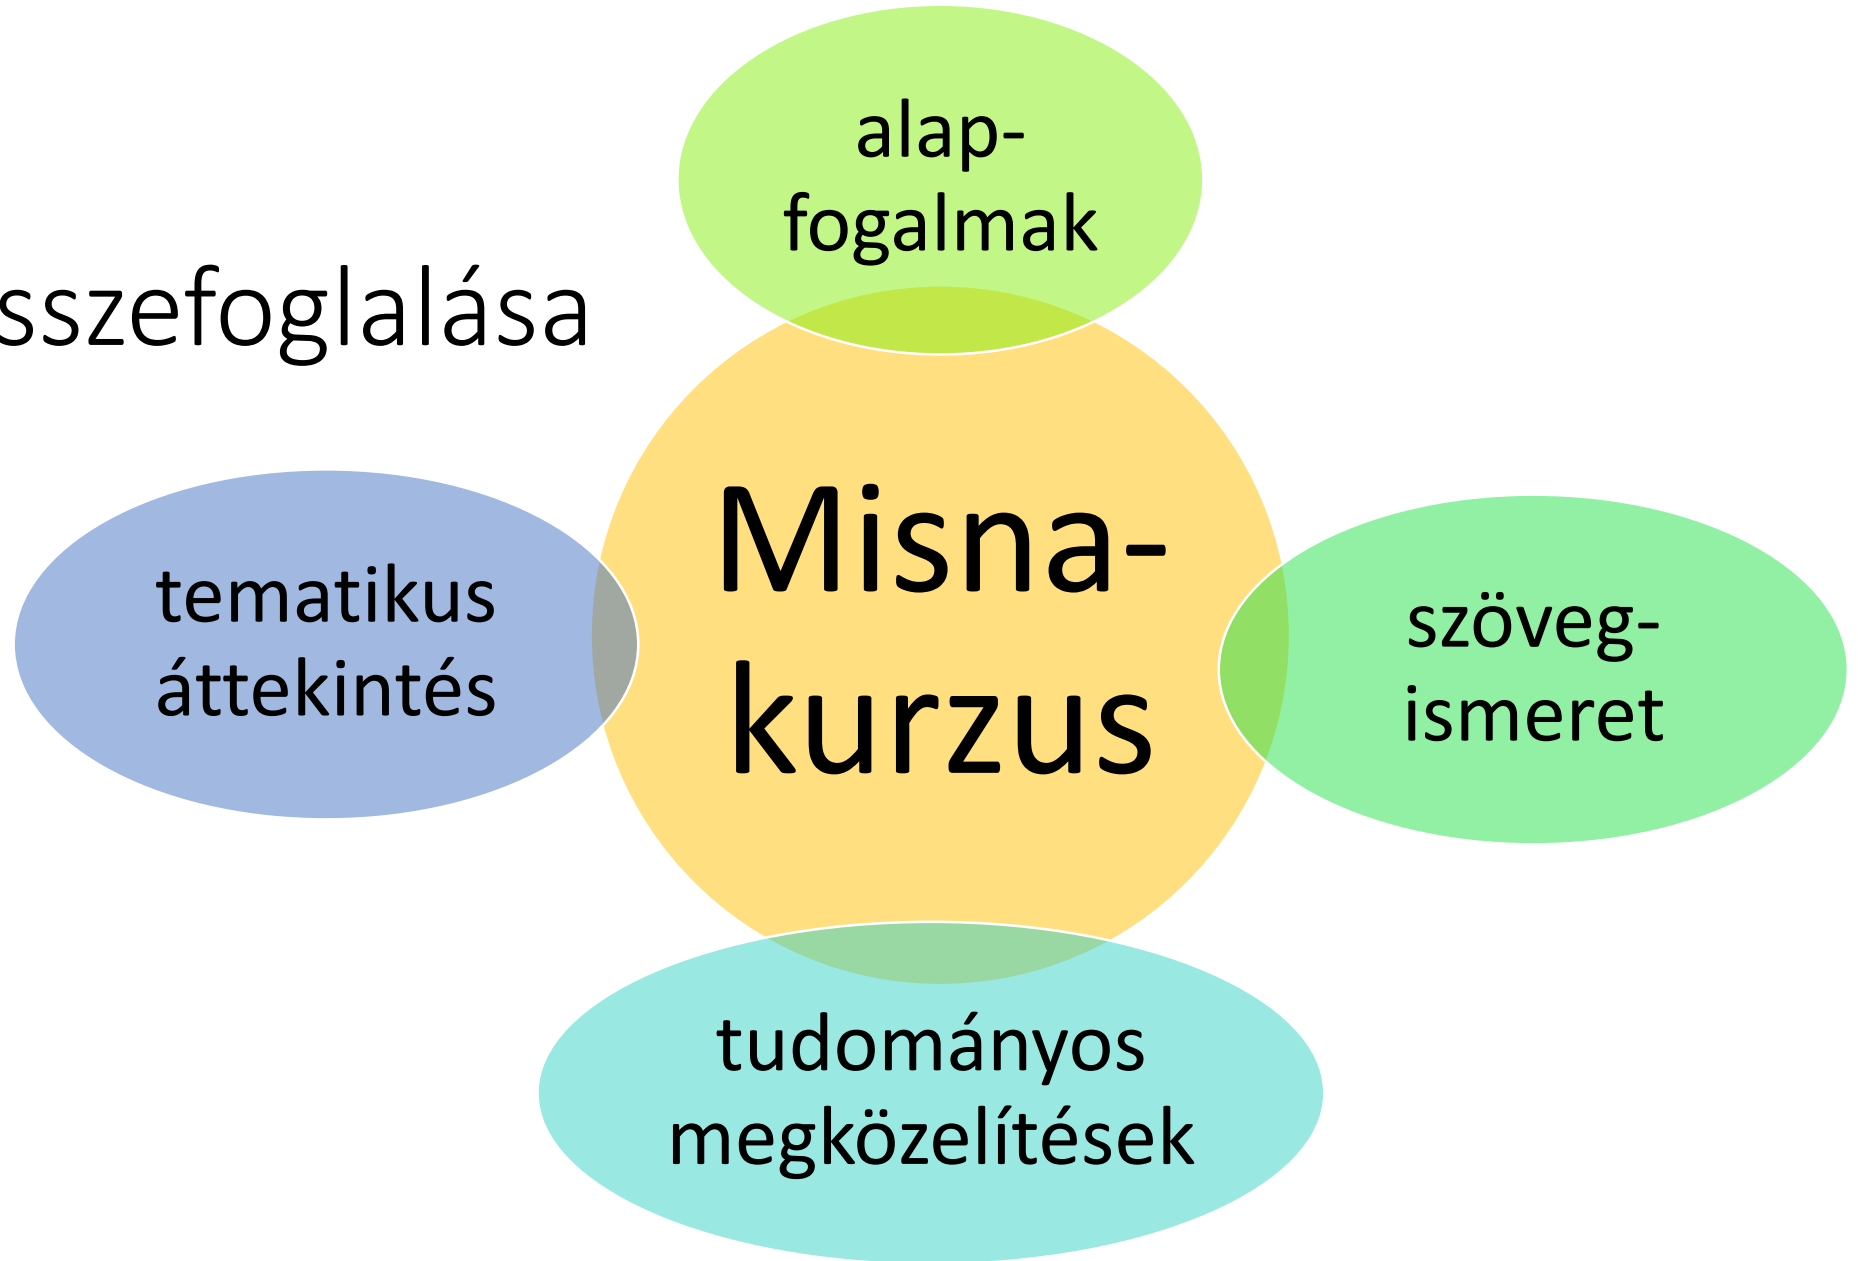 alap-
fogalmak
sszefoglalása
Misna-
kurzus
tematikus
áttekintés
szöveg-
ismeret
tudományos
megközelítések